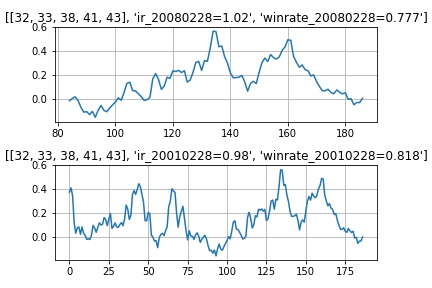 [[32, 33, 38, 41, 43], 'ir_20080228=1.02', 'winrate_20080228=0.777']
0.6
0.4
0.2
0.0
80 100 120 140 160 180
[[32, 33, 38, 41, 43], 'ir_20010228=0.98', 'winrate_20010228=0.818']
0.6
0.4
0.2
0.0
0 25 50 75 100 125 150 175